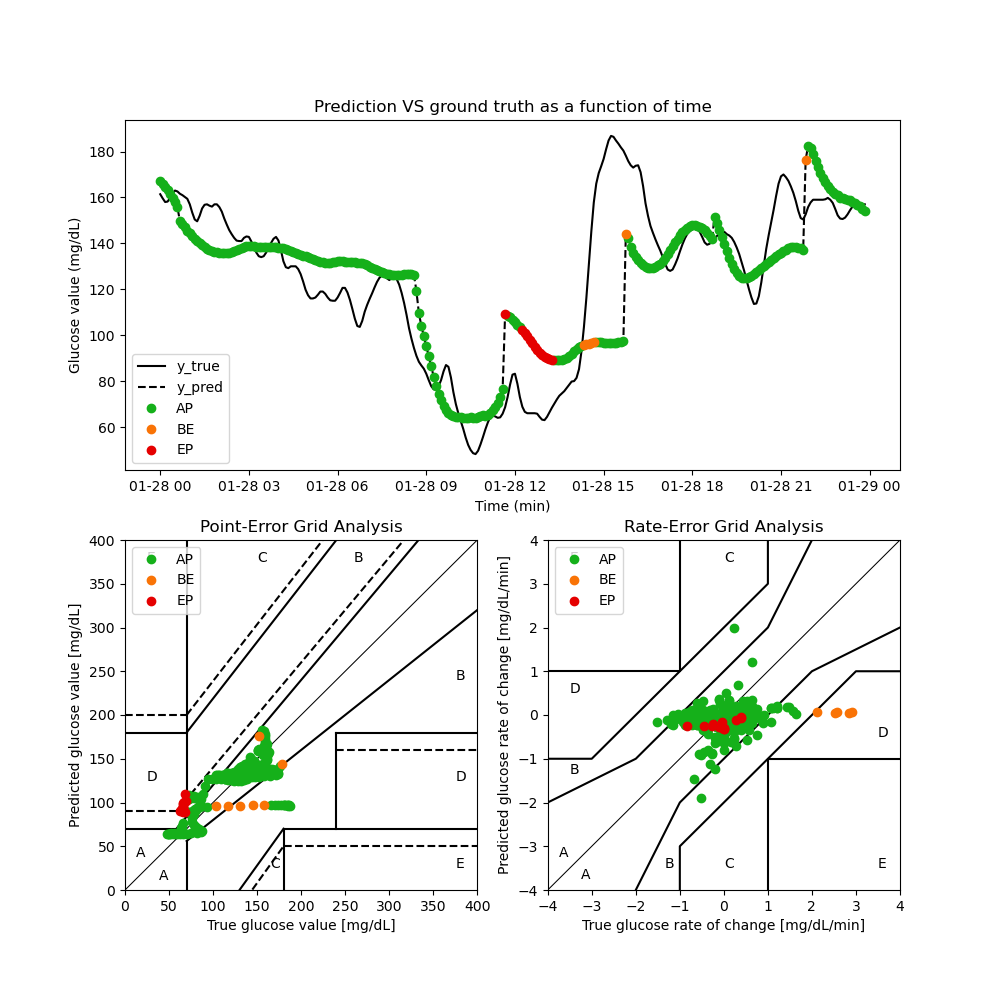 Prediction VS ground truth as a function of time
Glucose value (mg/dL)
180
160
140
120
100
80
60
y_true
y_pred
AP
BE
EP
01-28 00 01-28 03 01-28 06 01-28 09 01-28 12 01-28 15 01-28 18 01-28 21 01-29 00
Time (min)
Point-Error Grid Analysis
Predicted glucose value [mg/dL]
400
350
300
250
200
150
100
50
0
AP
BE
EP
C B
B
D D
A
A C E
0 50 100 150 200 250 300 350 400
True glucose value [mg/dL]
Rate-Error Grid Analysis
Predicted glucose rate of change [mg/dL/min]
4
3
2
1
0
−1
−2
−3
−4
AP
BE
EP
C
D
D
B
A
A B C E
−4 −3 −2 −1 0 1 2 3 4
True glucose rate of change [mg/dL/min]